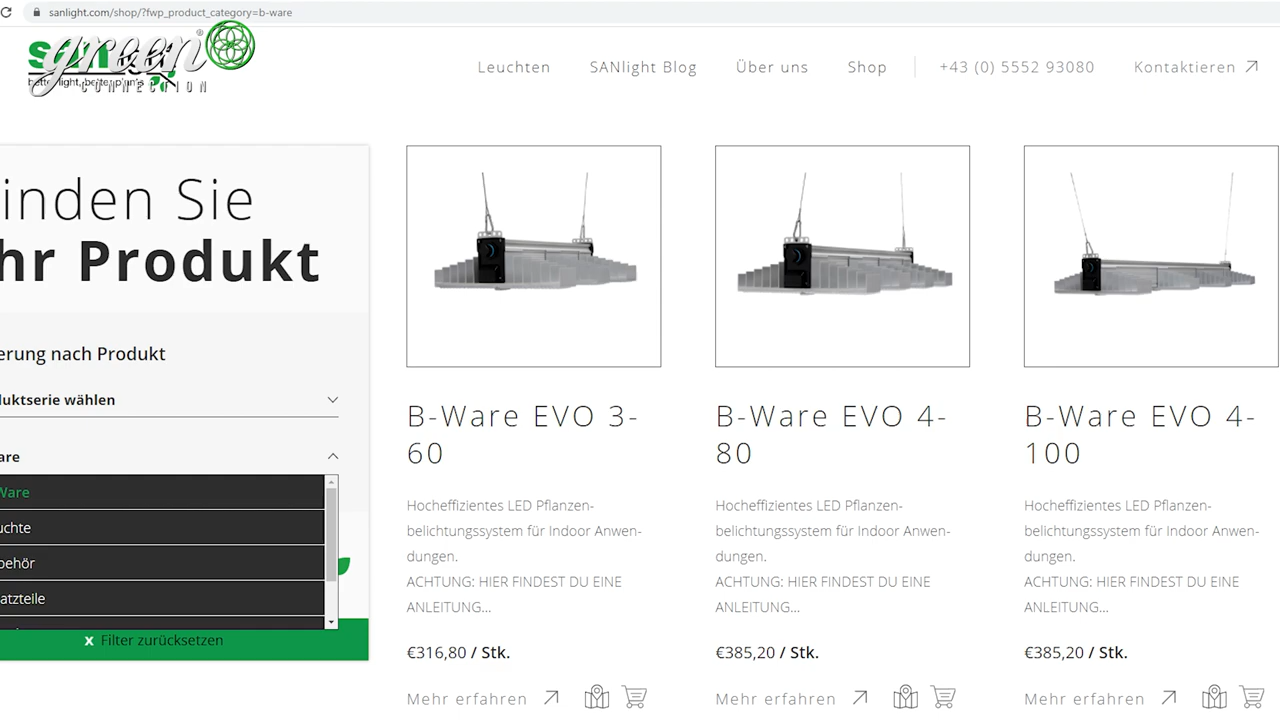 sanlight.com/shop/?fwp_product_category=b-ware
green
CONNECTION
Leuchten
SANlight Blog
Über uns
Shop
+43 (0) 5552 93080
Kontaktieren
inden Sie
hr Produkt
erung nach Produkt
duktserie wählen
are
Ware
uchte
behör
atzteile
x Filter zurücksetzen
B-Ware EVO 3-
60
Hocheffizientes LED Pflanzen-
belichtungssystem für Indoor Anwen-
dungen.
ACHTUNG: HIER FINDEST DU EINE
ANLEITUNG...
€316,80 / Stk.
Mehr erfahren
B-Ware EVO 4-
80
Hocheffizientes LED Pflanzen-
belichtungssystem für Indoor Anwen-
dungen.
ACHTUNG: HIER FINDEST DU EINE
ANLEITUNG...
€385,20 / Stk.
Mehr erfahren
B-Ware EVO 4-
100
Hocheffizientes LED Pflanzen-
belichtungssystem für Indoor Anwen-
dungen.
ACHTUNG: HIER FINDEST DU EINE
ANLEITUNG...
€385,20 / Stk.
Mehr erfahren